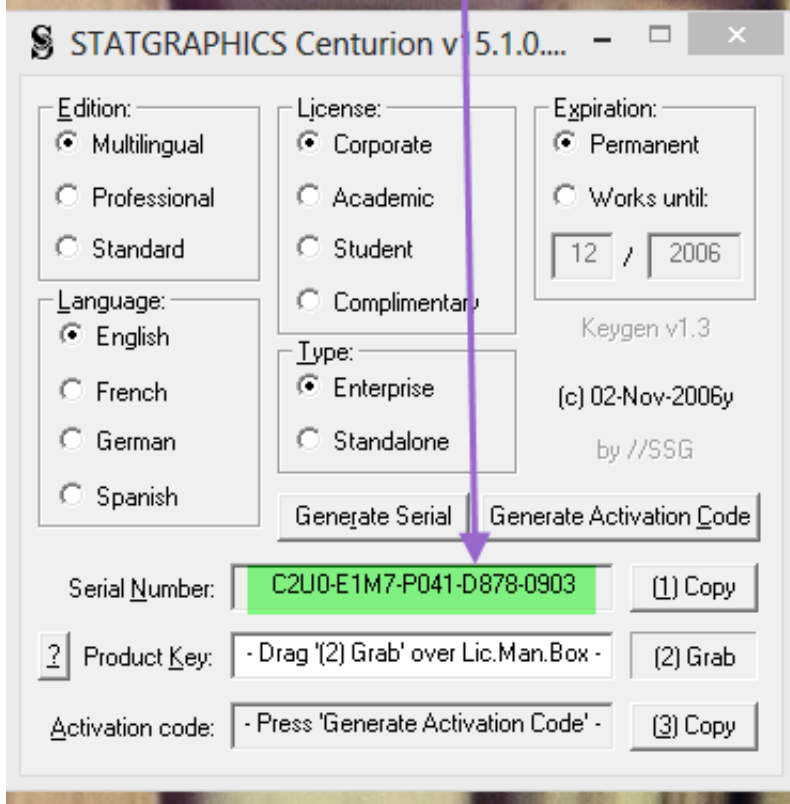 STATGRAPHICS Centurion v15.1.0....
Edition:
Multilingual
Professional
Standard
License:
Corporate
Academic
Student
Complimentary
Expiration:
Permanent
Works until:
12 / 2006
Language:
English
French
German
Spanish
Type:
Enterprise
Standalone
Keygen v1.3
(c) 02-Nov-2006y
by //SSG
Generate Serial
Generate Activation Code
Serial Number: C2U0-E1M7-P041-D878-0903 (1) Copy
? Product Key: - Drag '(2) Grab' over Lic.Man.Box - (2) Grab
Activation code: - Press 'Generate Activation Code' - (3) Copy